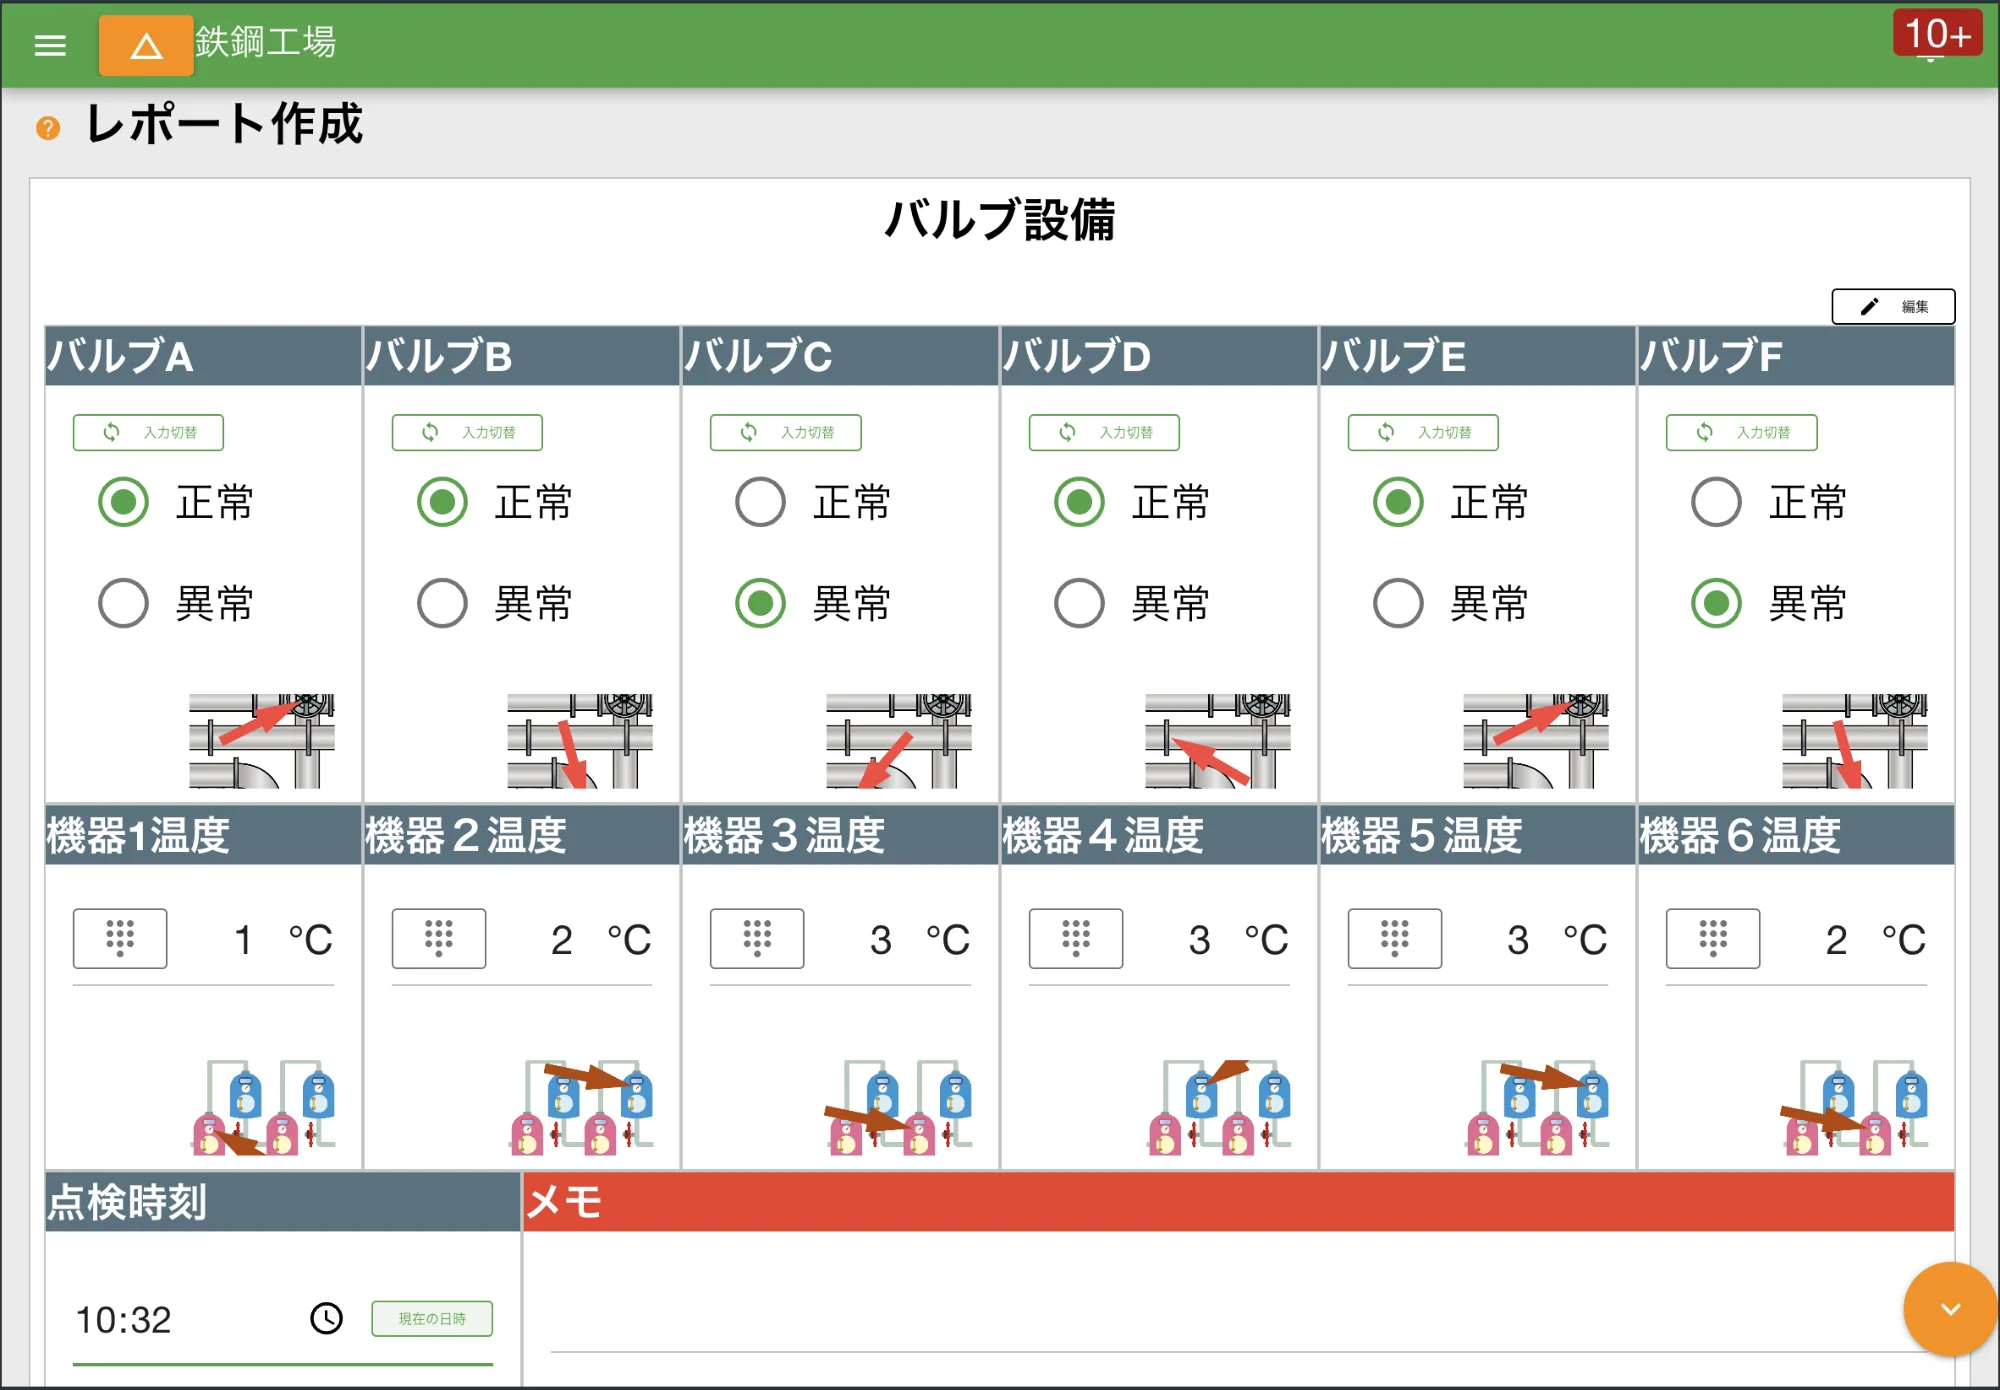 鉄鋼工場
10+
? レポート作成
バルブ設備
編集
バルブA バルブB バルブC バルブD バルブE バルブF
入力切替 入力切替 入力切替 入力切替 入力切替 入力切替
正常 正常 正常 正常 正常 正常
異常 異常 異常 異常 異常 異常
機器1温度 機器２温度 機器３温度 機器４温度 機器５温度 機器６温度
1 °C 2 °C 3 °C 3 °C 3 °C 2 °C
点検時刻 メモ
10:32 現在の日時